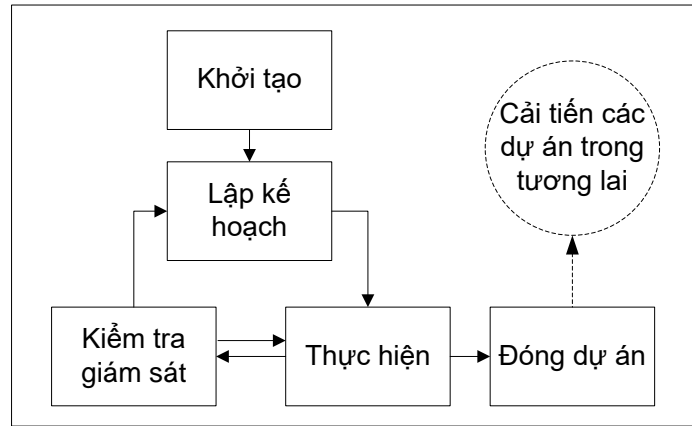 Khởi tạo
Cải tiến các
dự án trong
tương lai
Lập kế
hoạch
Kiểm tra
giám sát
Thực hiện
Đóng dự án